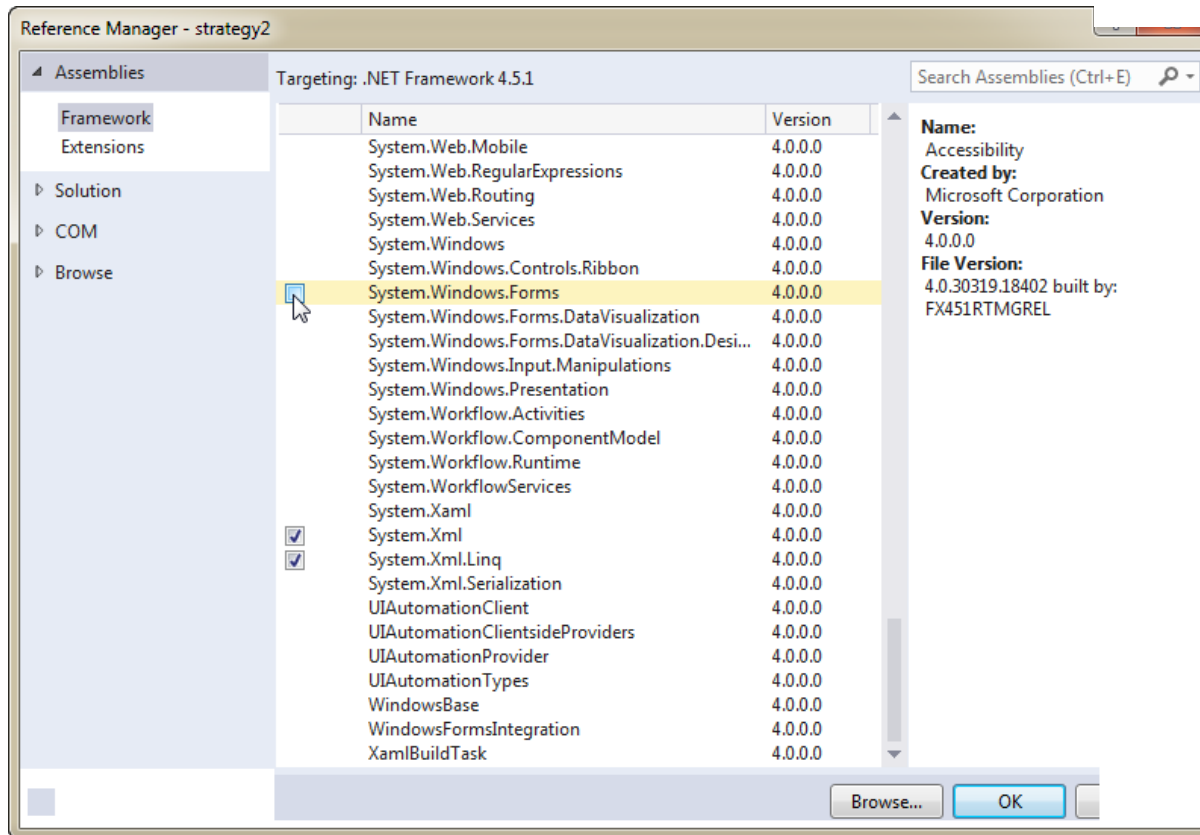 Reference Manager - strategy2
Assemblies
Framework
Extensions
Solution
COM
Browse
Targeting: .NET Framework 4.5.1
Search Assemblies (Ctrl+E)
Name Version
System.Web.Mobile 4.0.0.0
System.Web.RegularExpressions 4.0.0.0
System.Web.Routing 4.0.0.0
System.Web.Services 4.0.0.0
System.Windows 4.0.0.0
System.Windows.Controls.Ribbon 4.0.0.0
System.Windows.Forms 4.0.0.0
System.Windows.Forms.DataVisualization 4.0.0.0
System.Windows.Forms.DataVisualization.Desi... 4.0.0.0
System.Windows.Input.Manipulations 4.0.0.0
System.Windows.Presentation 4.0.0.0
System.Workflow.Activities 4.0.0.0
System.Workflow.ComponentModel 4.0.0.0
System.Workflow.Runtime 4.0.0.0
System.WorkflowServices 4.0.0.0
System.Xaml 4.0.0.0
System.Xml 4.0.0.0
System.Xml.Linq 4.0.0.0
System.Xml.Serialization 4.0.0.0
UIAutomationClient 4.0.0.0
UIAutomationClientsideProviders 4.0.0.0
UIAutomationProvider 4.0.0.0
UIAutomationTypes 4.0.0.0
WindowsBase 4.0.0.0
WindowsFormsIntegration 4.0.0.0
XamlBuildTask 4.0.0.0
Name:
Accessibility
Created by:
Microsoft Corporation
Version:
4.0.0.0
File Version:
4.0.30319.18402 built by:
FX451RTMGREL
Browse...
OK